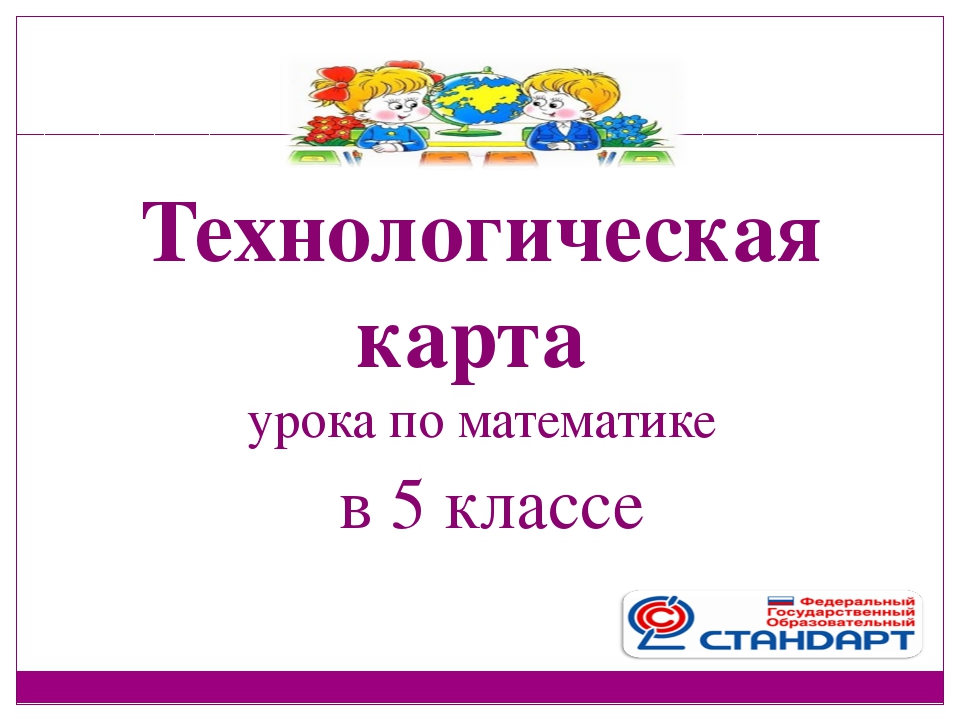 Технологическая
карта
урока по математике
в 5 классе
Федеральный
Государственный
Образовательный
СТАНДАРТ